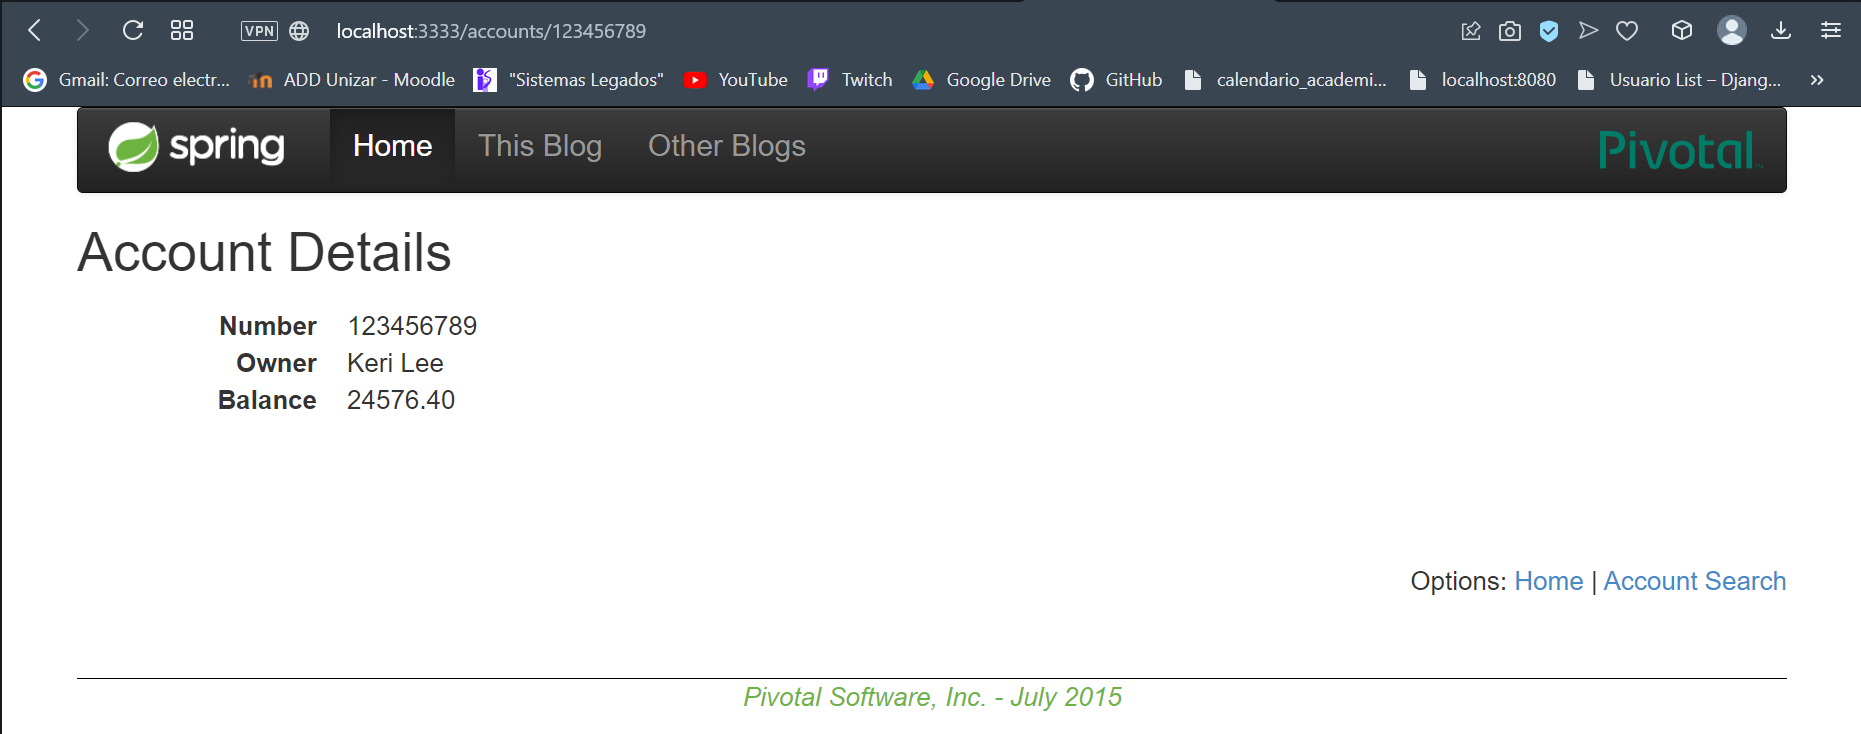 VPN localhost:3333/accounts/123456789
Gmail: Correo electr... ADD Unizar - Moodle "Sistemas Legados" YouTube Twitch Google Drive GitHub calendario_academi... localhost:8080 Usuario List – Djang... »
spring Home This Blog Other Blogs Pivotal™
Account Details
Number 123456789
Owner Keri Lee
Balance 24576.40
Options: Home | Account Search
Pivotal Software, Inc. - July 2015